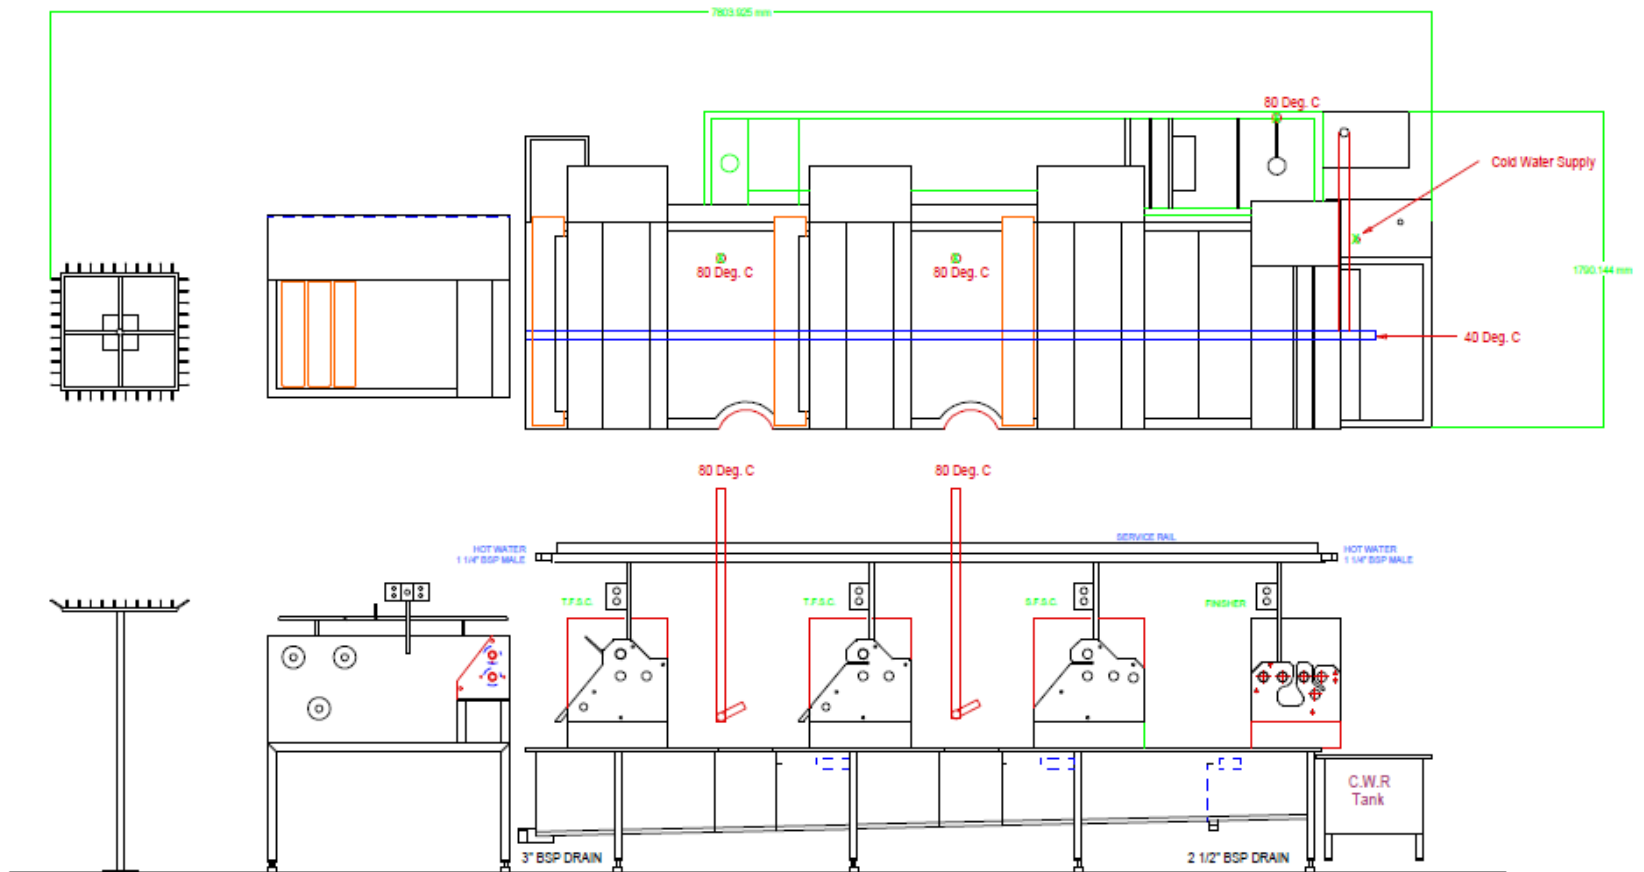 7803.925 mm
80 Deg. C
Cold Water Supply
80 Deg. C
80 Deg. C
1790.144 mm
40 Deg. C
80 Deg. C
80 Deg. C
SERVICE RAIL
HOT WATER
1 1/4" BSP MALE
HOT WATER
1 1/4" BSP MALE
T.F.S.C.
T.F.S.C.
S.F.S.C.
FINISHER
C.W.R
Tank
3" BSP DRAIN
2 1/2" BSP DRAIN